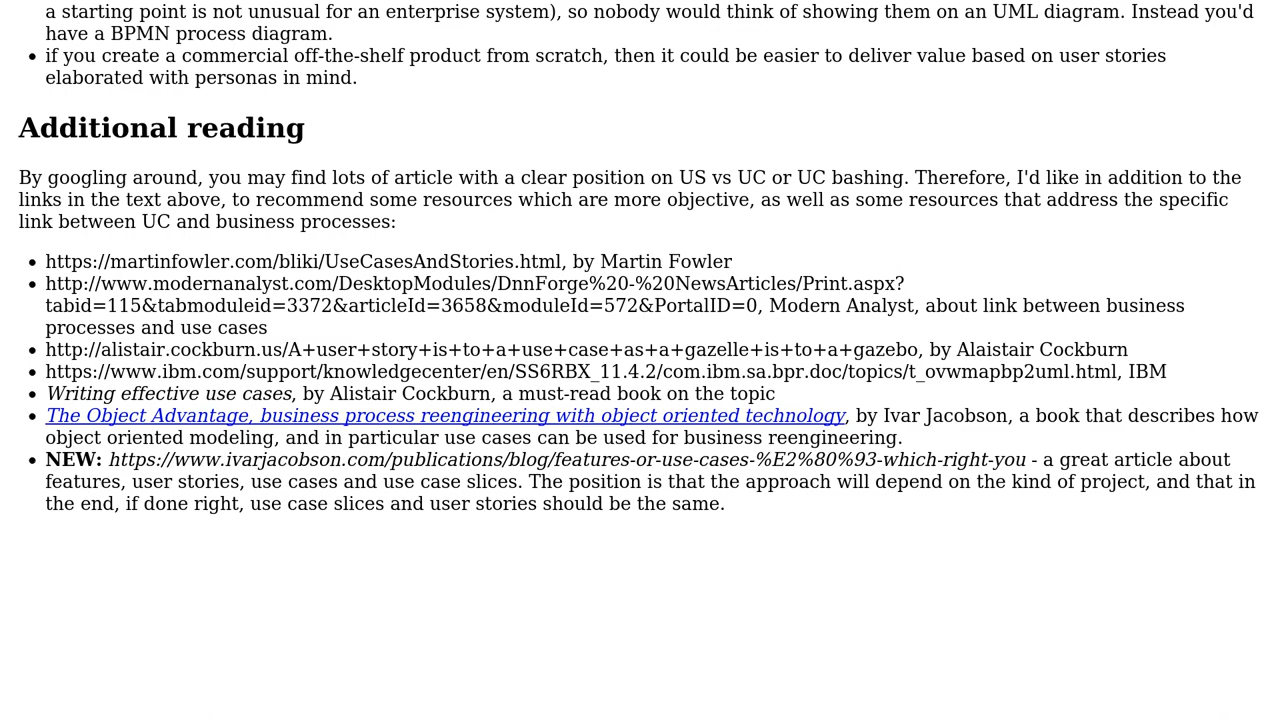 a starting point is not unusual for an enterprise system), so nobody would think of showing them on an UML diagram. Instead you'd
have a BPMN process diagram.
if you create a commercial off-the-shelf product from scratch, then it could be easier to deliver value based on user stories
elaborated with personas in mind.
Additional reading
By googling around, you may find lots of article with a clear position on US vs UC or UC bashing. Therefore, I'd like in addition to the
links in the text above, to recommend some resources which are more objective, as well as some resources that address the specific
link between UC and business processes:
https://martinfowler.com/bliki/UseCasesAndStories.html, by Martin Fowler
http://www.modernanalyst.com/DesktopModules/DnnForge%20-%20NewsArticles/Print.aspx?
tabid=115&tabmoduleid=3372&articleId=3658&moduleId=572&PortalID=0, Modern Analyst, about link between business
processes and use cases
http://alistair.cockburn.us/A+user+story+is+to+a+use+case+as+a+gazelle+is+to+a+gazebo, by Alaistair Cockburn
https://www.ibm.com/support/knowledgecenter/en/SS6RBX_11.4.2/com.ibm.sa.bpr.doc/topics/t_ovwmapbp2uml.html, IBM
Writing effective use cases, by Alistair Cockburn, a must-read book on the topic
The Object Advantage, business process reengineering with object oriented technology, by Ivar Jacobson, a book that describes how
object oriented modeling, and in particular use cases can be used for business reengineering.
NEW: https://www.ivarjacobson.com/publications/blog/features-or-use-cases-%E2%80%93-which-right-you - a great article about
features, user stories, use cases and use case slices. The position is that the approach will depend on the kind of project, and that in
the end, if done right, use case slices and user stories should be the same.